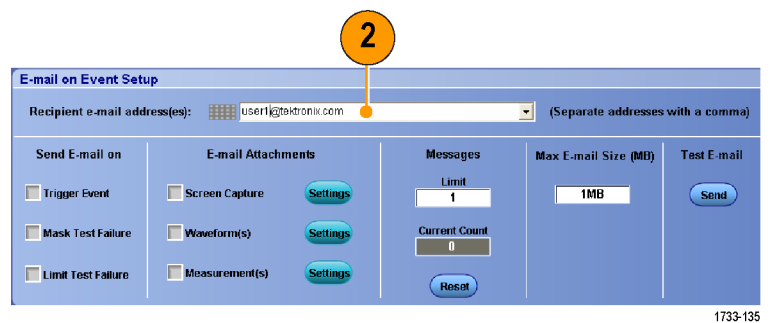 2
E-mail on Event Setup
Recipient e-mail address(es): user1@tektronix.com (Separate addresses with a comma)
Send E-mail on E-mail Attachments Messages Max E-mail Size (MB) Test E-mail
Limit
Trigger Event Screen Capture Settings 1 1MB Send
Mask Test Failure Waveform(s) Settings Current Count
0
Limit Test Failure Measurement(s) Settings Reset
1733-135